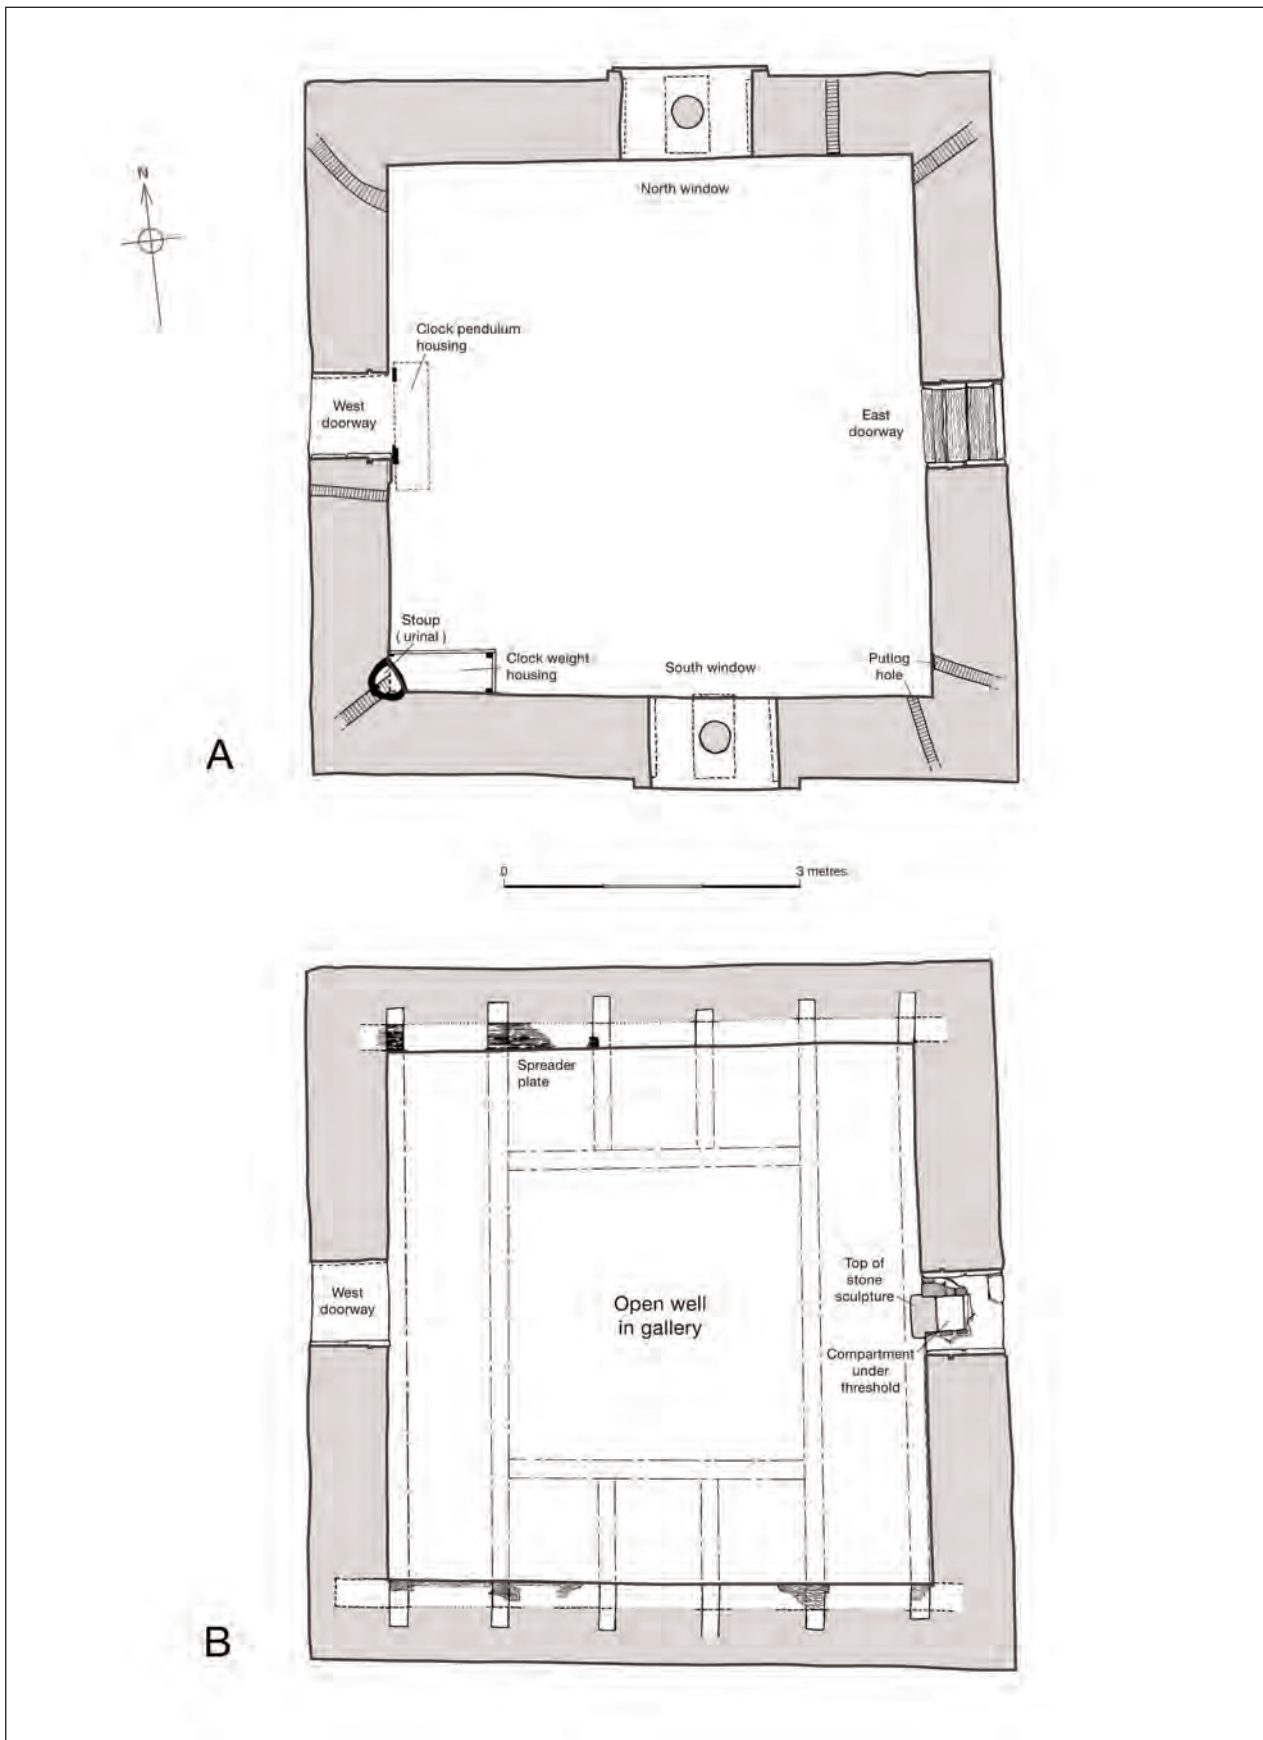 N
North window
Clock pendulum
housing
West
doorway
East
doorway
Stoup
( urinal )
Clock weight
housing
South window
Putlog
hole
A
0
3 metres
Spreader
plate
West
doorway
Open well
in gallery
Top of
stone
sculpture
Compartment
under
threshold
B